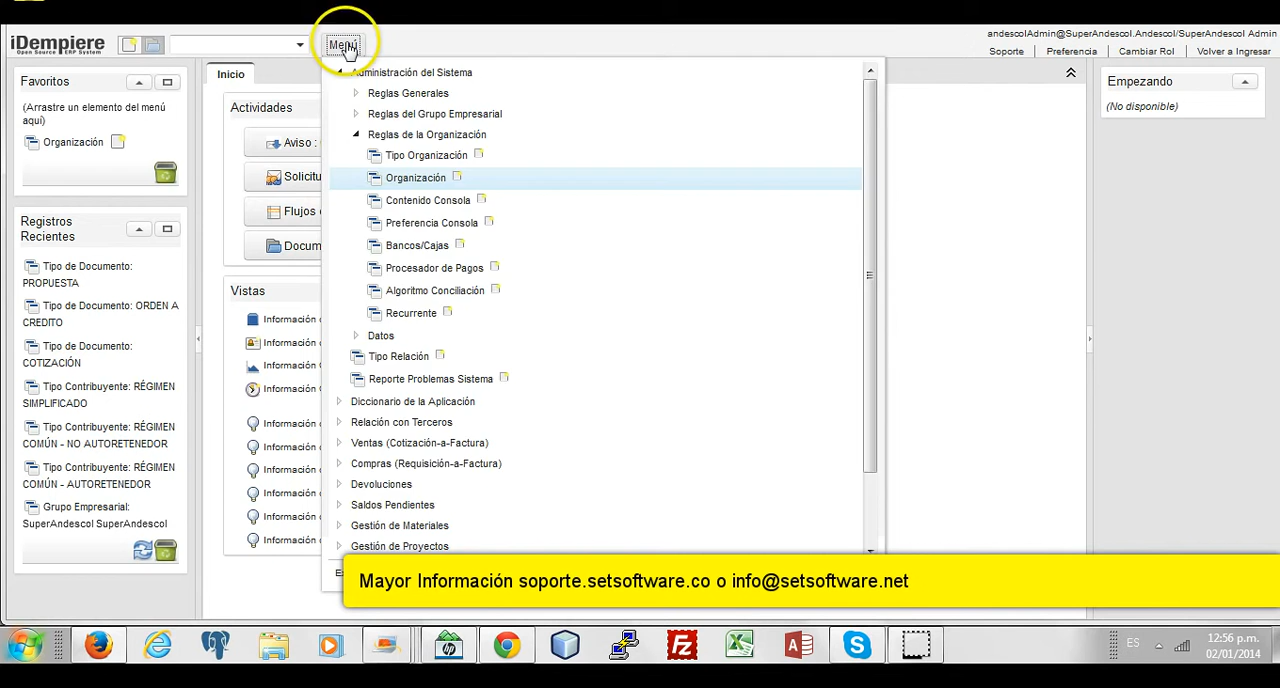 iDempiere
Open Source ERP System
Menú
andescolAdmin@SuperAndescol.Andescol/SuperAndescol Admin
Soporte
Preferencia
Cambiar Rol
Volver a Ingresar
Favoritos
(Arrastre un elemento del menú
aquí)
Organización
Registros
Recientes
Tipo de Documento:
PROPUESTA
Tipo de Documento: ORDEN A
CREDITO
Tipo de Documento:
COTIZACIÓN
Tipo Contribuyente: RÉGIMEN
SIMPLIFICADO
Tipo Contribuyente: RÉGIMEN
COMÚN - NO AUTORETENEDOR
Tipo Contribuyente: RÉGIMEN
COMÚN - AUTORETENEDOR
Grupo Empresarial:
SuperAndescol SuperAndescol
Inicio
Actividades
Aviso :
Solicitu
Flujos
Docum
Vistas
Información
Información
Información
Información
Información
Información
Información
Información
Información
Información
Administración del Sistema
Reglas Generales
Reglas del Grupo Empresarial
Reglas de la Organización
Tipo Organización
Organización
Contenido Consola
Preferencia Consola
Bancos/Cajas
Procesador de Pagos
Algoritmo Conciliación
Recurrente
Datos
Tipo Relación
Reporte Problemas Sistema
Diccionario de la Aplicación
Relación con Terceros
Ventas (Cotización-a-Factura)
Compras (Requisición-a-Factura)
Devoluciones
Saldos Pendientes
Gestión de Materiales
Gestión de Proyectos
Empezando
(No disponible)
Mayor Información soporte.setsoftware.co o info@setsoftware.net
ES
12:56 p.m.
02/01/2014